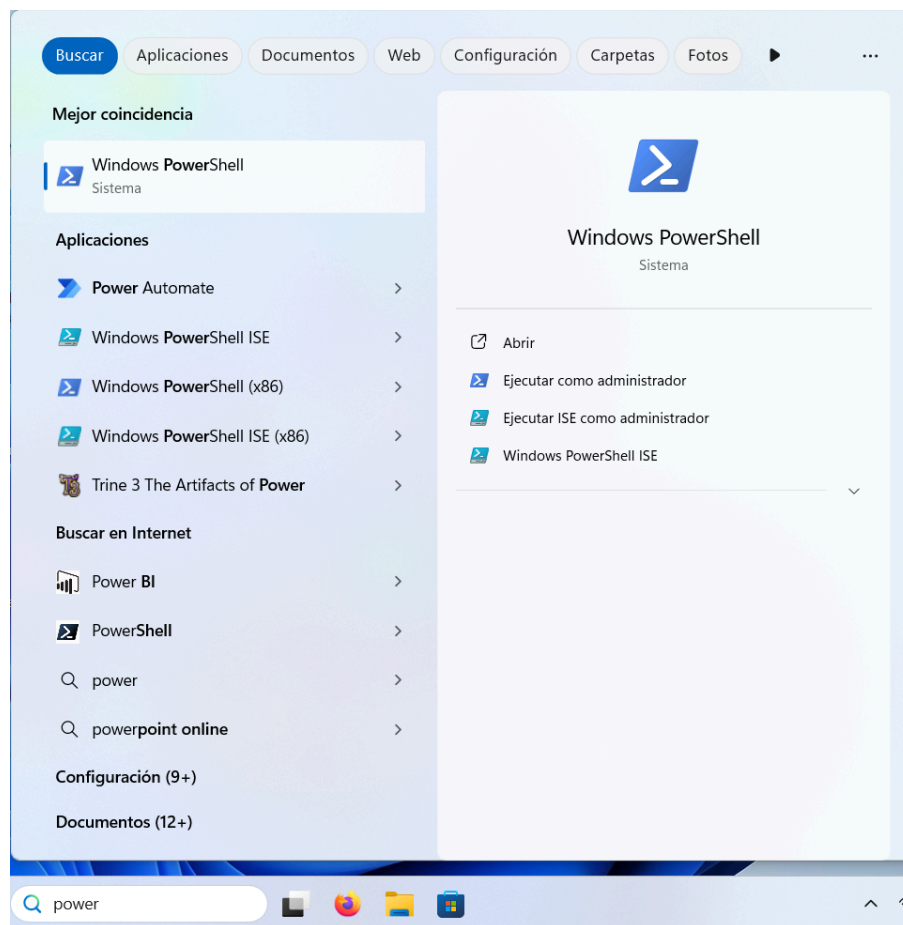 Buscar Aplicaciones Documentos Web Configuración Carpetas Fotos ...
Mejor coincidencia
Windows PowerShell
Sistema
Aplicaciones
Power Automate
Windows PowerShell ISE
Windows PowerShell (x86)
Windows PowerShell ISE (x86)
Trine 3 The Artifacts of Power
Buscar en Internet
Power BI
PowerShell
power
powerpoint online
Configuración (9+)
Documentos (12+)
Windows PowerShell
Sistema
Abrir
Ejecutar como administrador
Ejecutar ISE como administrador
Windows PowerShell ISE
power